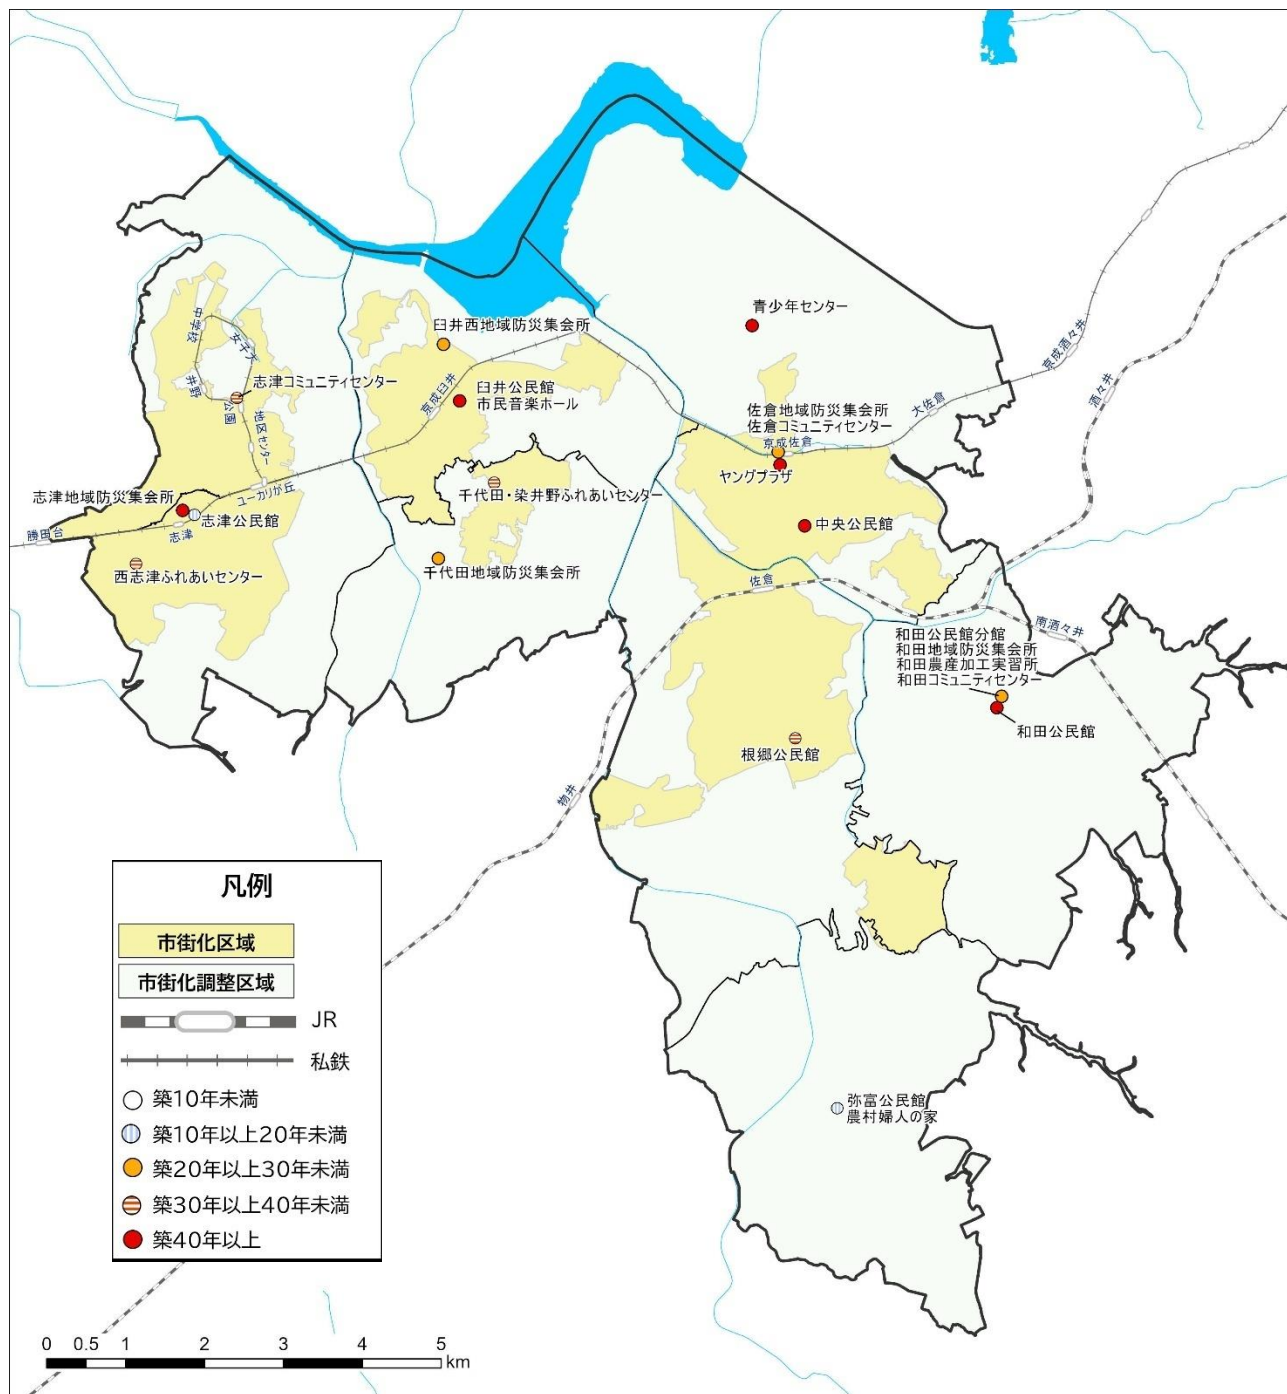 青少年センター
臼井西地域防災集会所
中学校
女子大
京成酒々井
酒々井
志津コミュニティセンター
井野
公園
地区センター
京成臼井
臼井公民館
市民音楽ホール
大佐倉
佐倉地域防災集会所
佐倉コミュニティセンター
京成佐倉
ヤングプラザ
千代田・染井野ふれあいセンター
志津地域防災集会所
ユーカリが丘
志津公民館
勝田台
志津
中央公民館
西志津ふれあいセンター
千代田地域防災集会所
佐倉
南酒々井
和田公民館分館
和田地域防災集会所
和田農産加工実習所
和田コミュニティセンター
和田公民館
根郷公民館
物井
凡例
市街化区域
市街化調整区域
JR
私鉄
築10年未満
築10年以上20年未満
築20年以上30年未満
築30年以上40年未満
築40年以上
弥富公民館
農村婦人の家
0 0.5 1 2 3 4 5
km